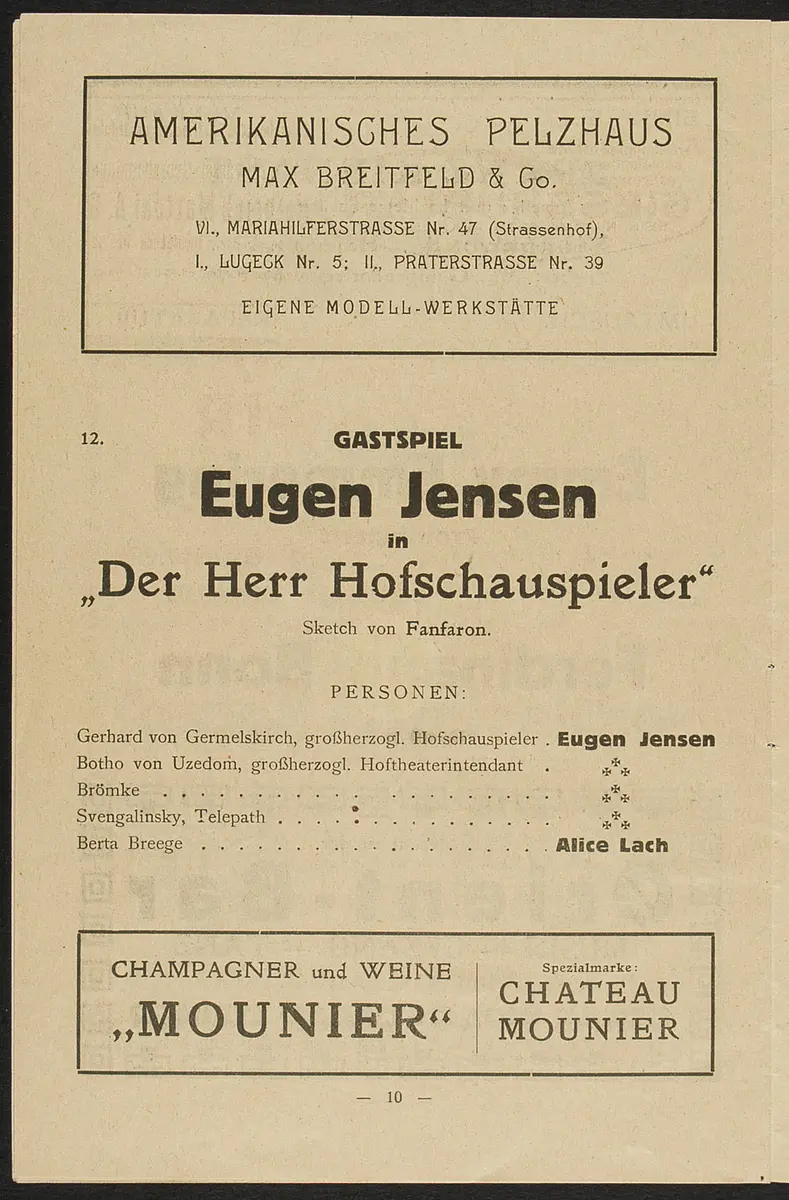 AMERIKANISCHES PELZHAUS
MAX BREITFELD & Co.
VI., MARIAHILFERSTRASSE Nr. 47 (Strassenhof),
I., LUGECK Nr. 5; II., PRATERSTRASSE Nr. 39
EIGENE MODELL-WERKSTÄTTE
12. GASTSPIEL
Eugen Jensen
in
„Der Herr Hofschauspieler“
Sketch von Fanfaron.
PERSONEN:
Gerhard von Germelskirch, großherzogl. Hofschauspieler . Eugen Jensen
Botho von Uzedom, großherzogl. Hoftheaterintendant . ✠✠✠
Brömke . . . . . . . . . . . . . . . . . . . . ✠✠✠
Svengalinsky, Telepath . . . . . . . . . . . . . . . ✠✠✠
Berta Breege . . . . . . . . . . . . . . . . . . . Alice Lach
CHAMPAGNER und WEINE
„MOUNIER“
Spezialmarke:
CHATEAU
MOUNIER
— 10 —